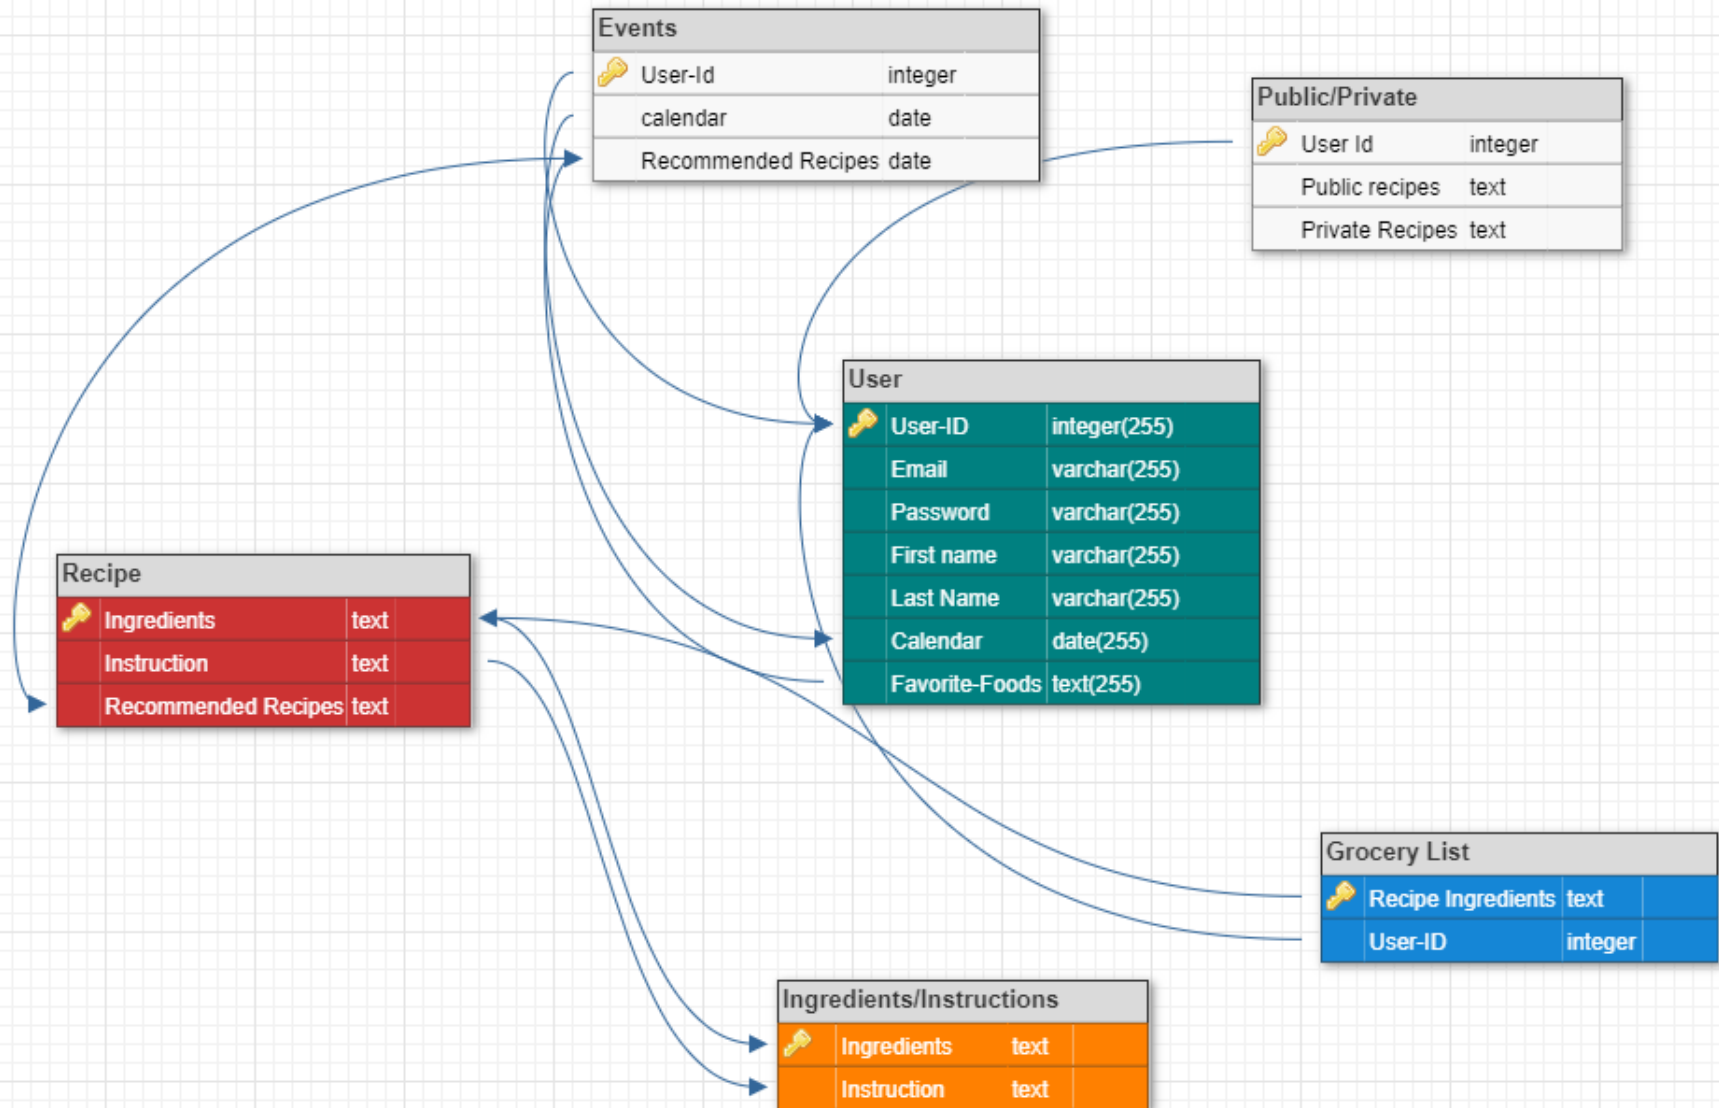 Events
User-Id integer
calendar date
Recommended Recipes date
Public/Private
User Id integer
Public recipes text
Private Recipes text
User
User-ID integer(255)
Email varchar(255)
Password varchar(255)
First name varchar(255)
Last Name varchar(255)
Calendar date(255)
Favorite-Foods text(255)
Recipe
Ingredients text
Instruction text
Recommended Recipes text
Grocery List
Recipe Ingredients text
User-ID integer
Ingredients/Instructions
Ingredients text
Instruction text